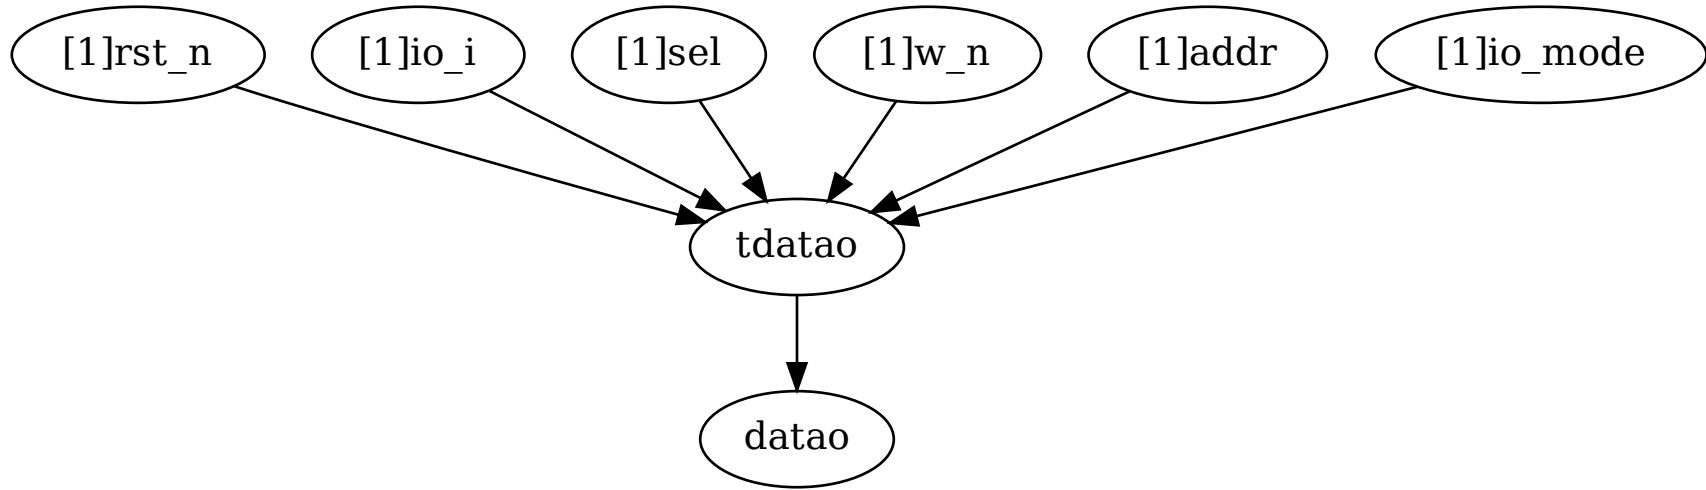 [1]rst_n
[1]io_i
[1]sel
[1]w_n
[1]addr
[1]io_mode
tdatao
datao